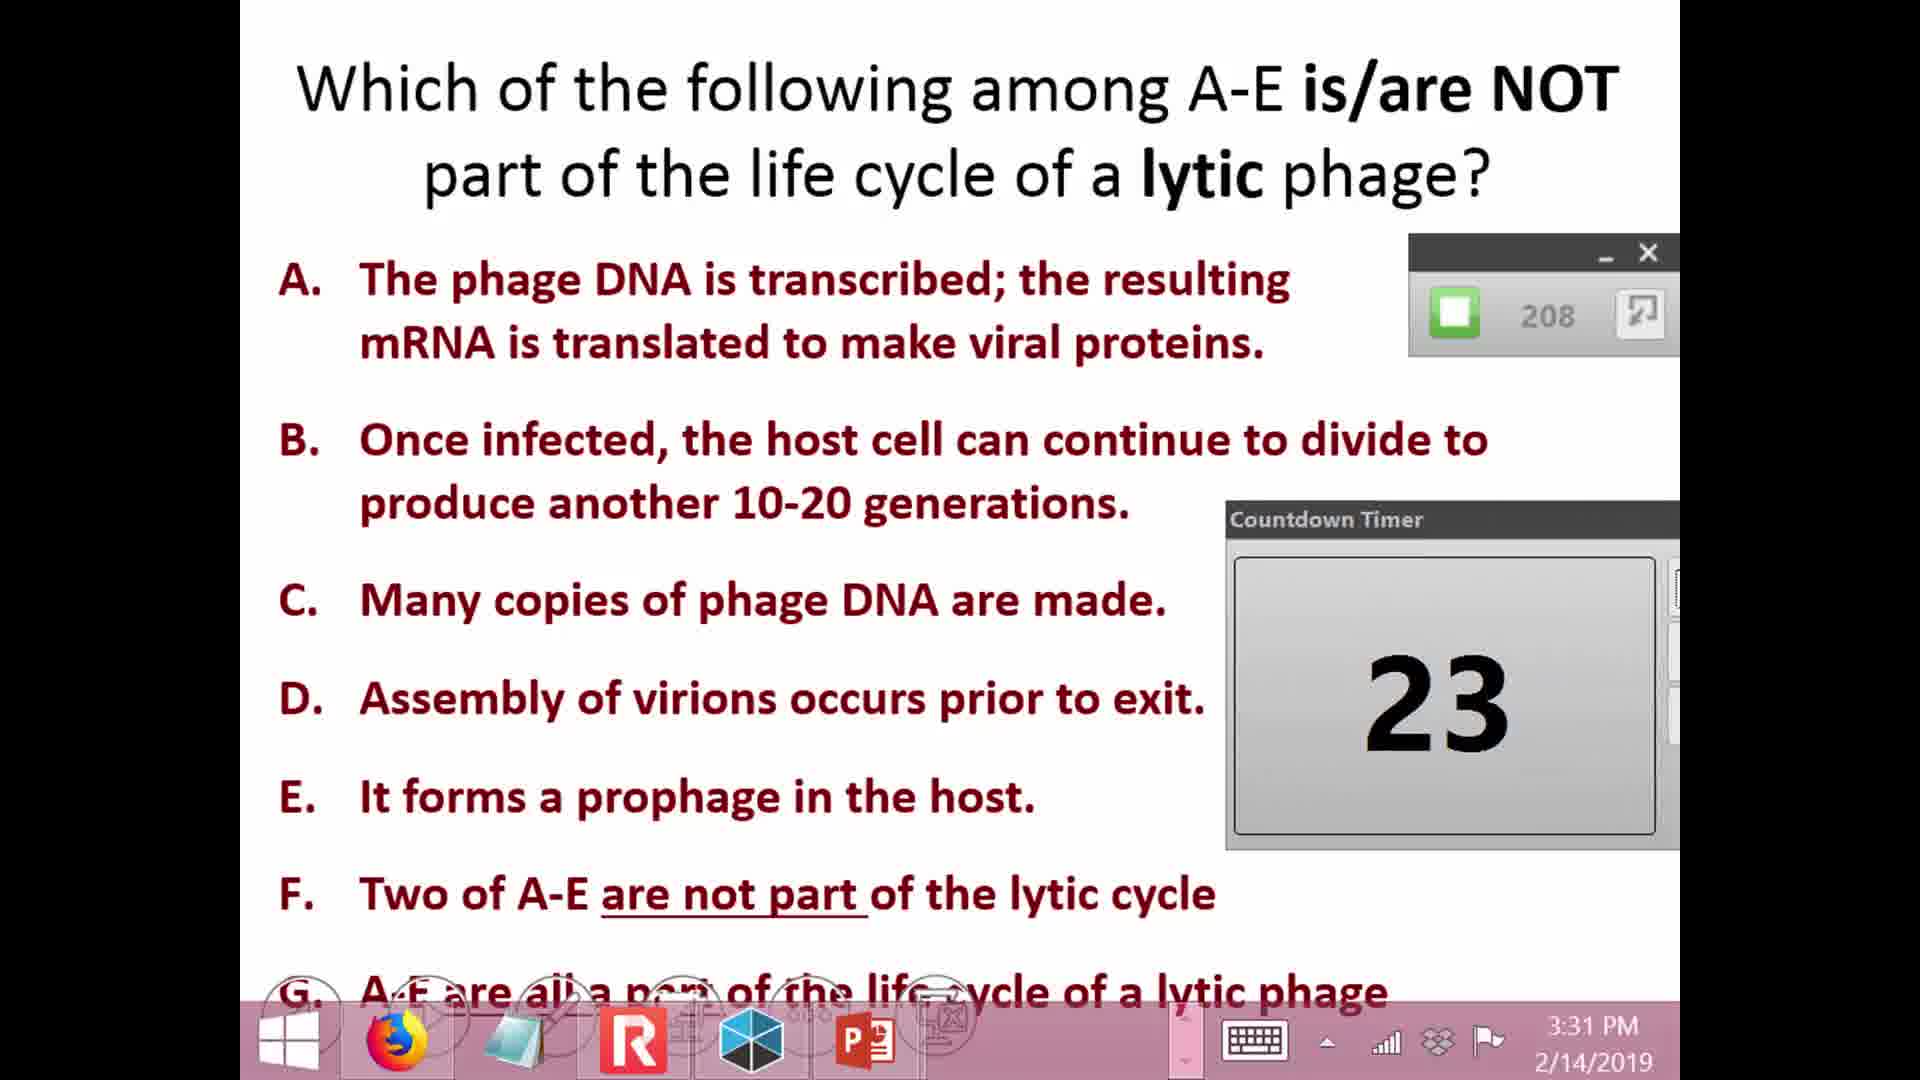 Which of the following among A-E is/are NOT
part of the life cycle of a lytic phage?
A. The phage DNA is transcribed; the resulting
mRNA is translated to make viral proteins.
208
B. Once infected, the host cell can continue to divide to
produce another 10-20 generations.
Countdown Timer
C. Many copies of phage DNA are made.
23
D. Assembly of virions occurs prior to exit.
E. It forms a prophage in the host.
F. Two of A-E are not part of the lytic cycle
G. A-E are all a part of the life cycle of a lytic phage
3:31 PM
2/14/2019